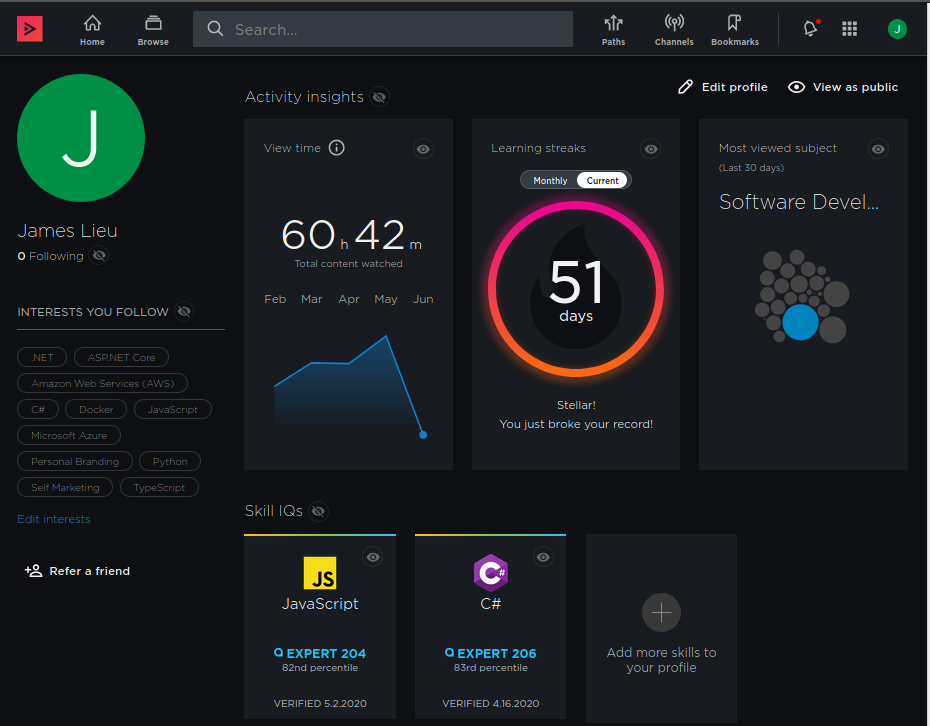 Home
Browse
Search...
Paths
Channels
Bookmarks
J
J
James Lieu
0 Following
INTERESTS YOU FOLLOW
.NET
ASP.NET Core
Amazon Web Services (AWS)
C#
Docker
JavaScript
Microsoft Azure
Personal Branding
Python
Self Marketing
TypeScript
Edit interests
Refer a friend
Activity insights
Edit profile
View as public
View time
60 h 42 m
Total content watched
Feb Mar Apr May Jun
Learning streaks
Monthly Current
51
days
Stellar!
You just broke your record!
Most viewed subject
(Last 30 days)
Software Devel...
Skill IQs
JS
JavaScript
EXPERT 204
82nd percentile
VERIFIED 5.2.2020
C#
C#
EXPERT 206
83rd percentile
VERIFIED 4.16.2020
Add more skills to
your profile